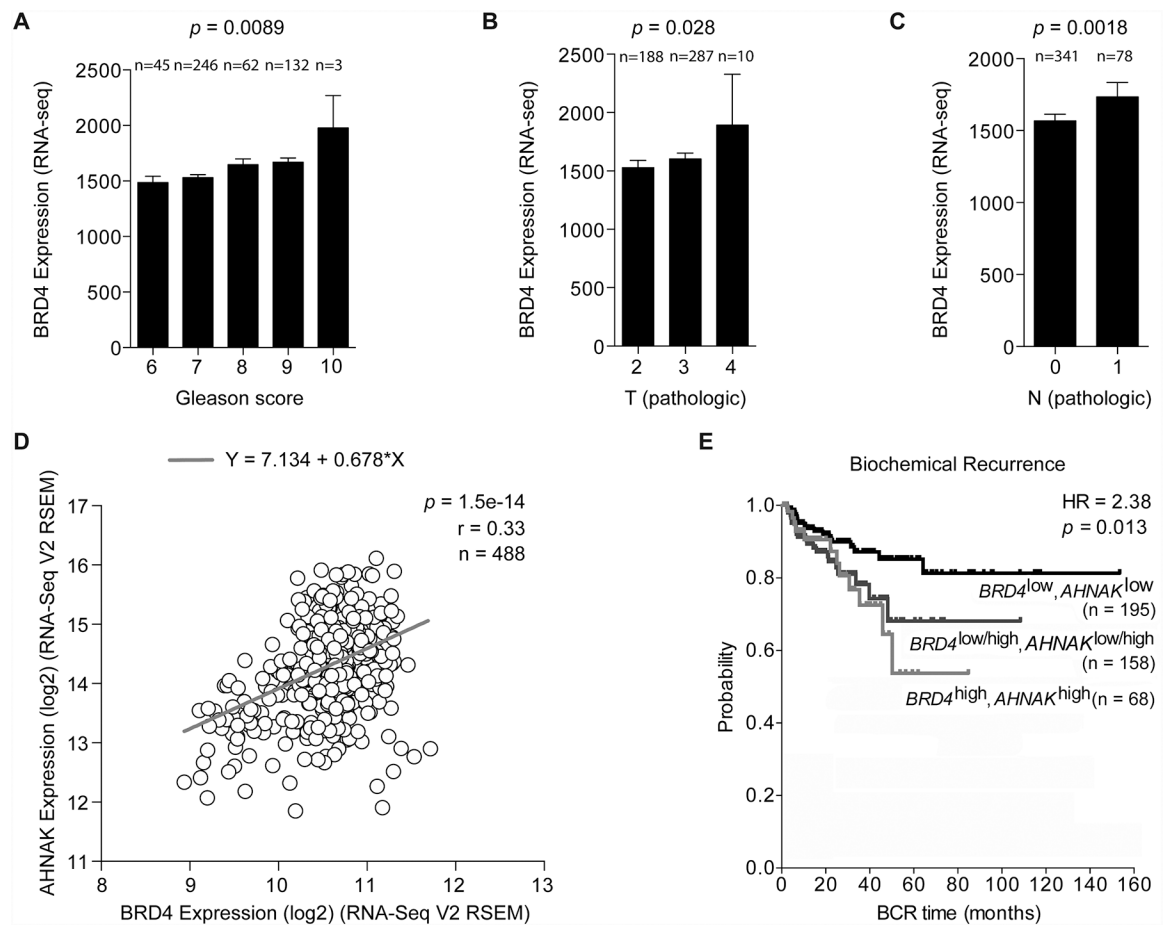 A
p = 0.0089
n=45 n=246 n=62 n=132 n=3
BRD4 Expression (RNA-seq)
2500
2000
1500
1000
500
0
6 7 8 9 10
Gleason score
B
p = 0.028
n=188 n=287 n=10
BRD4 Expression (RNA-seq)
2500
2000
1500
1000
500
0
2 3 4
T (pathologic)
C
p = 0.0018
n=341 n=78
BRD4 Expression (RNA-seq)
2000
1500
1000
500
0
0 1
N (pathologic)
D
Y = 7.134 + 0.678*X
p = 1.5e-14
r = 0.33
n = 488
AHNAK Expression (log2) (RNA-Seq V2 RSEM)
17
16
15
14
13
12
11
8 9 10 11 12 13
BRD4 Expression (log2) (RNA-Seq V2 RSEM)
E
Biochemical Recurrence
HR = 2.38
p = 0.013
Probability
1.0
0.8
0.6
0.4
0.2
0.0
BRD4low, AHNAKlow
(n = 195)
BRD4low/high, AHNAKlow/high
(n = 158)
BRD4high, AHNAKhigh(n = 68)
0 20 40 60 80 100 120 140 160
BCR time (months)